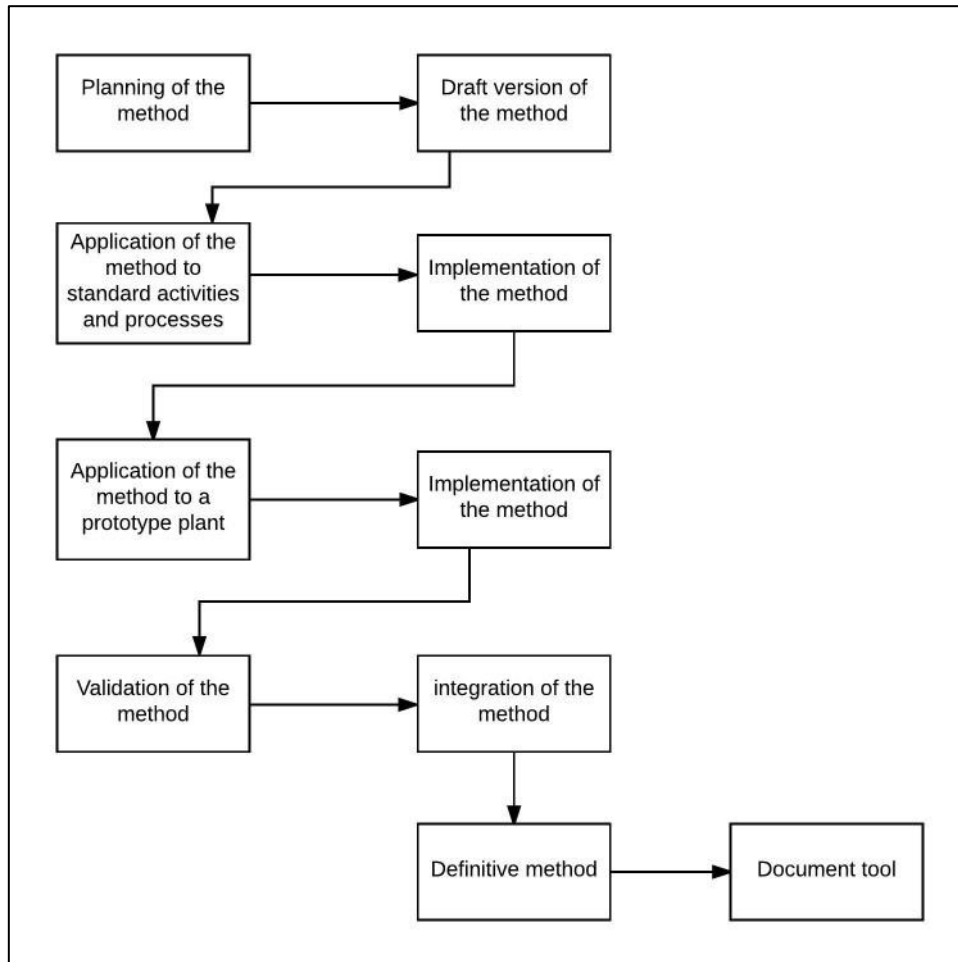 Planning of the
method
Draft version of
the method
Application of the
method to
standard activities
and processes
Implementation of
the method
Application of the
method to a
prototype plant
Implementation of
the method
Validation of the
method
integration of the
method
Definitive method
Document tool